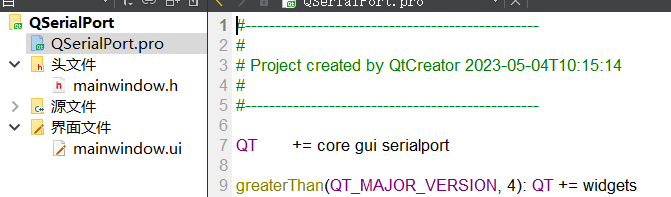 QSerialPort
QSerialPort.pro
头文件
mainwindow.h
源文件
界面文件
mainwindow.ui
1 #-------------------------------------------------
2 #
3 # Project created by QtCreator 2023-05-04T10:15:14
4 #
5 #-------------------------------------------------
6
7 QT += core gui serialport
8
9 greaterThan(QT_MAJOR_VERSION, 4): QT += widgets